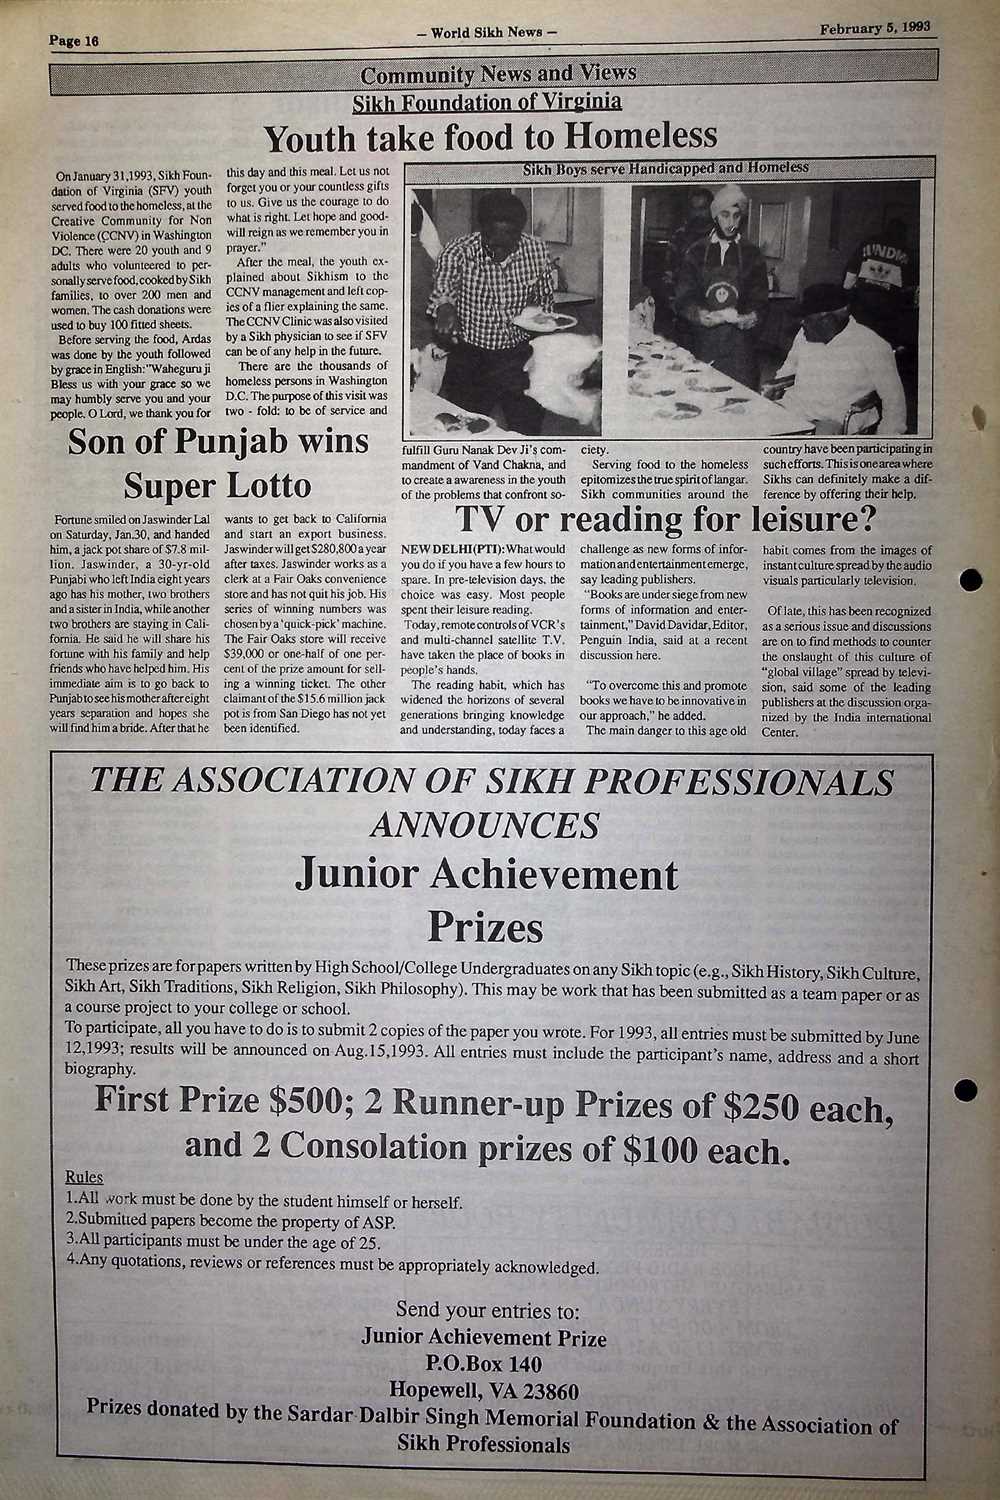 Page 16
– World Sikh News –
February 5, 1993
Community News and Views
Sikh Foundation of Virginia
Youth take food to Homeless
On January 31,1993, Sikh Foun-
dation of Virginia (SFV) youth
served food to the homeless, at the
Creative Community for Non
Violence (CCNV) in Washington
DC. There were 20 youth and 9
adults who volunteered to per-
sonally serve food, cooked by Sikh
families, to over 200 men and
women. The cash donations were
used to buy 100 fitted sheets.
Before serving the food, Ardas
was done by the youth followed
by grace in English:"Waheguru ji
Bless us with your grace so we
may humbly serve you and your
people. O Lord, we thank you for
this day and this meal. Let us not
forget you or your countless gifts
to us. Give us the courage to do
what is right. Let hope and good-
will reign as we remember you in
prayer."
After the meal, the youth ex-
plained about Sikhism to the
CCNV management and left cop-
ies of a flier explaining the same.
The CCNV Clinic was also visited
by a Sikh physician to see if SFV
can be of any help in the future.
There are the thousands of
homeless persons in Washington
D.C. The purpose of this visit was
two - fold: to be of service and
Sikh Boys serve Handicapped and Homeless
fulfill Guru Nanak Dev Ji's com-
mandment of Vand Chakna, and
to create a awareness in the youth
of the problems that confront so-
ciety.
Serving food to the homeless
epitomizes the true spirit of langar.
Sikh communities around the
country have been participating in
such efforts. This is one area where
Sikhs can definitely make a dif-
ference by offering their help.
Son of Punjab wins
Super Lotto
Fortune smiled on Jaswinder Lal
on Saturday, Jan.30, and handed
him, a jack pot share of $7.8 mil-
lion. Jaswinder, a 30-yr-old
Punjabi who left India eight years
ago has his mother, two brothers
and a sister in India, while another
two brothers are staying in Cali-
fornia. He said he will share his
fortune with his family and help
friends who have helped him. His
immediate aim is to go back to
Punjab to see his mother after eight
years separation and hopes she
will find him a bride. After that he
wants to get back to California
and start an export business.
Jaswinder will get $280,800 a year
after taxes. Jaswinder works as a
clerk at a Fair Oaks convenience
store and has not quit his job. His
series of winning numbers was
chosen by a 'quick-pick' machine.
The Fair Oaks store will receive
$39,000 or one-half of one per-
cent of the prize amount for sell-
ing a winning ticket. The other
claimant of the $15.6 million jack
pot is from San Diego has not yet
been identified.
TV or reading for leisure?
NEW DELHI(PTI): What would
you do if you have a few hours to
spare. In pre-television days, the
choice was easy. Most people
spent their leisure reading.
Today, remote controls of VCR's
and multi-channel satellite T.V.
have taken the place of books in
people's hands.
The reading habit, which has
widened the horizons of several
generations bringing knowledge
and understanding, today faces a
challenge as new forms of infor-
mation and entertainment emerge,
say leading publishers.
"Books are under siege from new
forms of information and enter-
tainment," David Davidar, Editor,
Penguin India, said at a recent
discussion here.
"To overcome this and promote
books we have to be innovative in
our approach," he added.
The main danger to this age old
habit comes from the images of
instant culture spread by the audio
visuals particularly television.
Of late, this has been recognized
as a serious issue and discussions
are on to find methods to counter
the onslaught of this culture of
"global village" spread by televi-
sion, said some of the leading
publishers at the discussion orga-
nized by the India international
Center.
THE ASSOCIATION OF SIKH PROFESSIONALS
ANNOUNCES
Junior Achievement
Prizes
These prizes are for papers written by High School/College Undergraduates on any Sikh topic (e.g., Sikh History, Sikh Culture,
Sikh Art, Sikh Traditions, Sikh Religion, Sikh Philosophy). This may be work that has been submitted as a team paper or as
a course project to your college or school.
To participate, all you have to do is to submit 2 copies of the paper you wrote. For 1993, all entries must be submitted by June
12,1993; results will be announced on Aug.15,1993. All entries must include the participant's name, address and a short
biography.
First Prize $500; 2 Runner-up Prizes of $250 each,
and 2 Consolation prizes of $100 each.
Rules
1.All work must be done by the student himself or herself.
2.Submitted papers become the property of ASP.
3.All participants must be under the age of 25.
4.Any quotations, reviews or references must be appropriately acknowledged.
Send your entries to:
Junior Achievement Prize
P.O.Box 140
Hopewell, VA 23860
Prizes donated by the Sardar Dalbir Singh Memorial Foundation & the Association of
Sikh Professionals